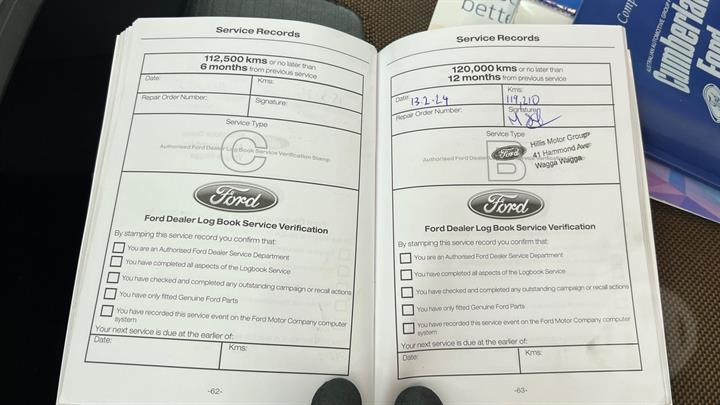 Service Records
112,500 kms or no later than
6 months from previous service
Date:
Kms:
Repair Order Number:
Signature:
Service Type
C
Authorised Ford Dealer Log Book Service Verification Stamp
Ford
Ford Dealer Log Book Service Verification
By stamping this service record you confirm that:
You are an Authorised Ford Dealer Service Department
You have completed all aspects of the Logbook Service
You have checked and completed any outstanding campaign or recall actions
You have only fitted Genuine Ford Parts
You have recorded this service event on the Ford Motor Company computer
system
Your next service is due at the earlier of:
Date:
Kms:
-62-
Service Records
120,000 kms or no later than
12 months from previous service
Date: 13-2-24
Kms:
119,210
Repair Order Number:
Signature:
Service Type
B
Authorised Ford Dealer
Ford
Hillis Motor Group
41 Hammond Ave
Wagga Wagga
Ford
Ford Dealer Log Book Service Verification
By stamping this service record you confirm that:
You are an Authorised Ford Dealer Service Department
You have completed all aspects of the Logbook Service
You have checked and completed any outstanding campaign or recall actions
You have only fitted Genuine Ford Parts
You have recorded this service event on the Ford Motor Company computer
system
Your next service is due at the earlier of:
Date:
Kms:
-63-
bette
Comp
AUSTRALIAN AUTOMOTIVE GROUP
Cumberla
Ford